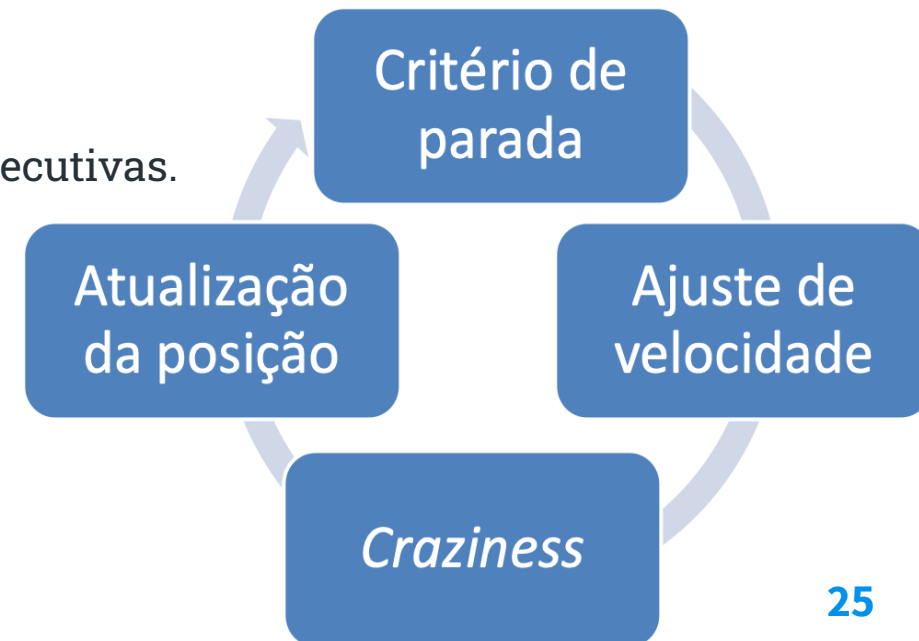 Critério de
parada
ecutivas.
Atualização
da posição
Ajuste de
velocidade
Craziness
25